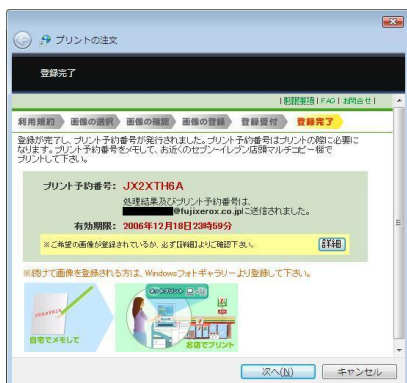 プリントの注文
登録完了
| 制限事項 | FAQ | お問合せ |
利用規約 画像の選択 画像の確認 画像の登録 登録受付 登録完了
登録が完了し、プリント予約番号が発行されました。プリント予約番号はプリントの際に必要に
なります。プリント予約番号をメモして、お近くのセブン-イレブン店頭マルチコピー機で
プリントして下さい。
プリント予約番号: JX2XTH6A
処理結果及びプリント予約番号は、
@fujixerox.co.jpに送信されました。
有効期限: 2006年12月18日23時59分
※ご希望の画像が登録されているか、必ず[詳細]よりご確認下さい。 詳細
※続けて画像を登録される方は、Windowsフォトギャラリーより登録して下さい。
自宅でメモして
お店でプリント
次へ(N) キャンセル